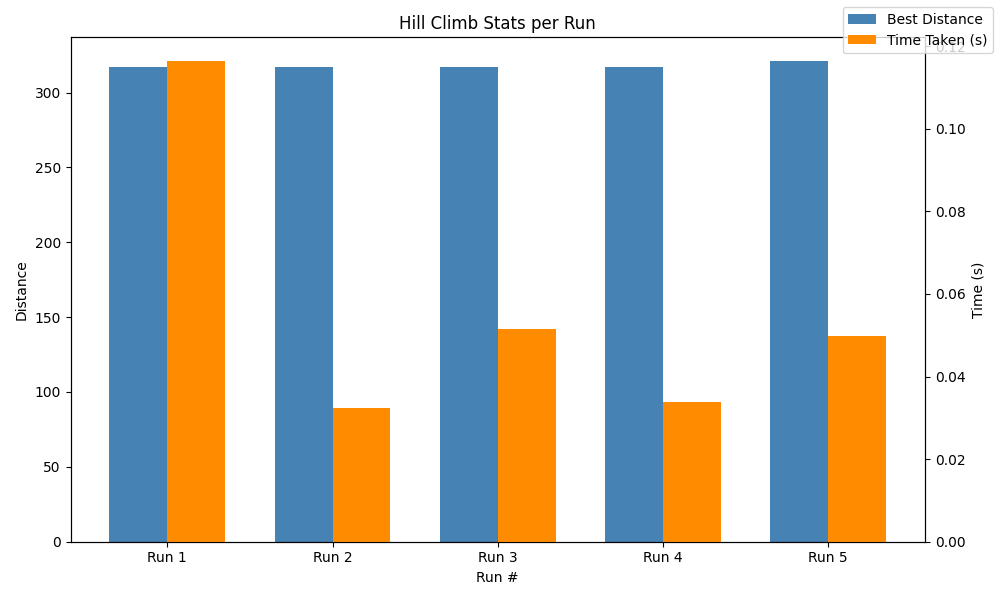 Hill Climb Stats per Run
Best Distance
Time Taken (s)
Distance
300
250
200
150
100
50
0
0.12
0.10
0.08
0.06
0.04
0.02
0.00
Time (s)
Run 1
Run 2
Run 3
Run 4
Run 5
Run #